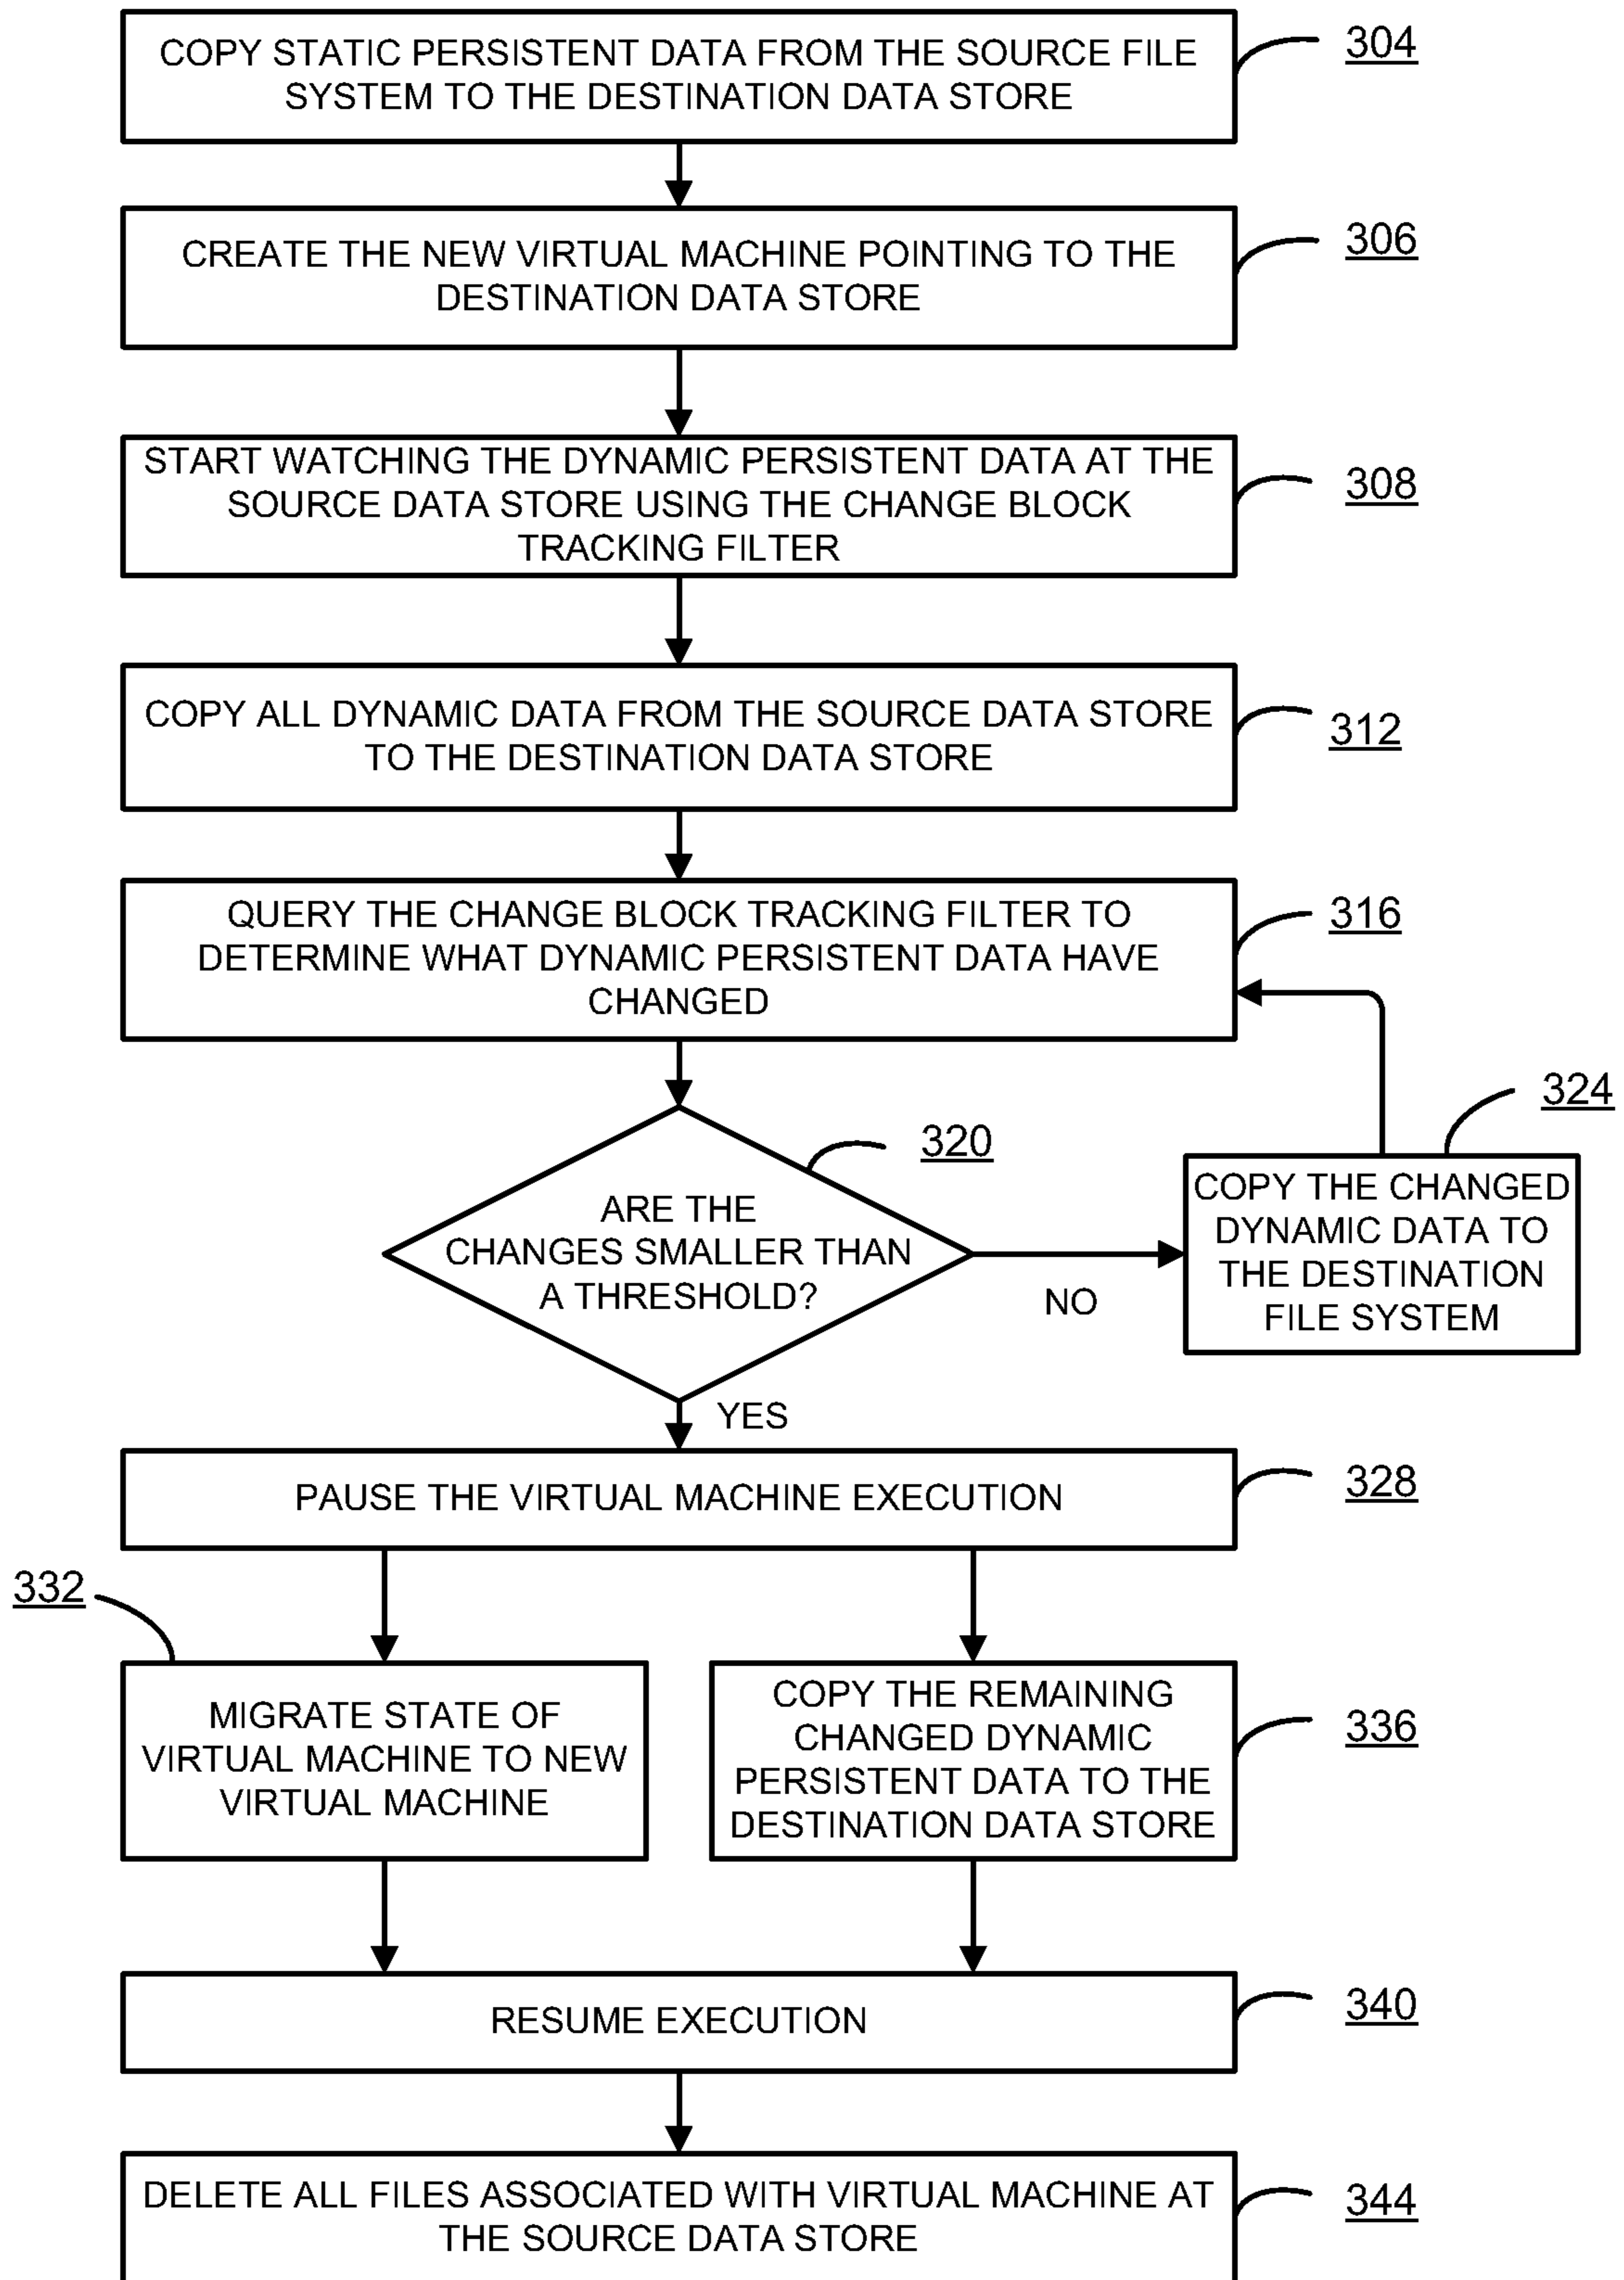 COPY STATIC PERSISTENT DATA FROM THE SOURCE FILE
SYSTEM TO THE DESTINATION DATA STORE
304
CREATE THE NEW VIRTUAL MACHINE POINTING TO THE
DESTINATION DATA STORE
306
START WATCHING THE DYNAMIC PERSISTENT DATA AT THE
SOURCE DATA STORE USING THE CHANGE BLOCK
TRACKING FILTER
308
COPY ALL DYNAMIC DATA FROM THE SOURCE DATA STORE
TO THE DESTINATION DATA STORE
312
QUERY THE CHANGE BLOCK TRACKING FILTER TO
DETERMINE WHAT DYNAMIC PERSISTENT DATA HAVE
CHANGED
316
ARE THE
CHANGES SMALLER THAN
A THRESHOLD?
320
NO
COPY THE CHANGED
DYNAMIC DATA TO
THE DESTINATION
FILE SYSTEM
324
YES
PAUSE THE VIRTUAL MACHINE EXECUTION
328
332
MIGRATE STATE OF
VIRTUAL MACHINE TO NEW
VIRTUAL MACHINE
COPY THE REMAINING
CHANGED DYNAMIC
PERSISTENT DATA TO THE
DESTINATION DATA STORE
336
RESUME EXECUTION
340
DELETE ALL FILES ASSOCIATED WITH VIRTUAL MACHINE AT
THE SOURCE DATA STORE
344